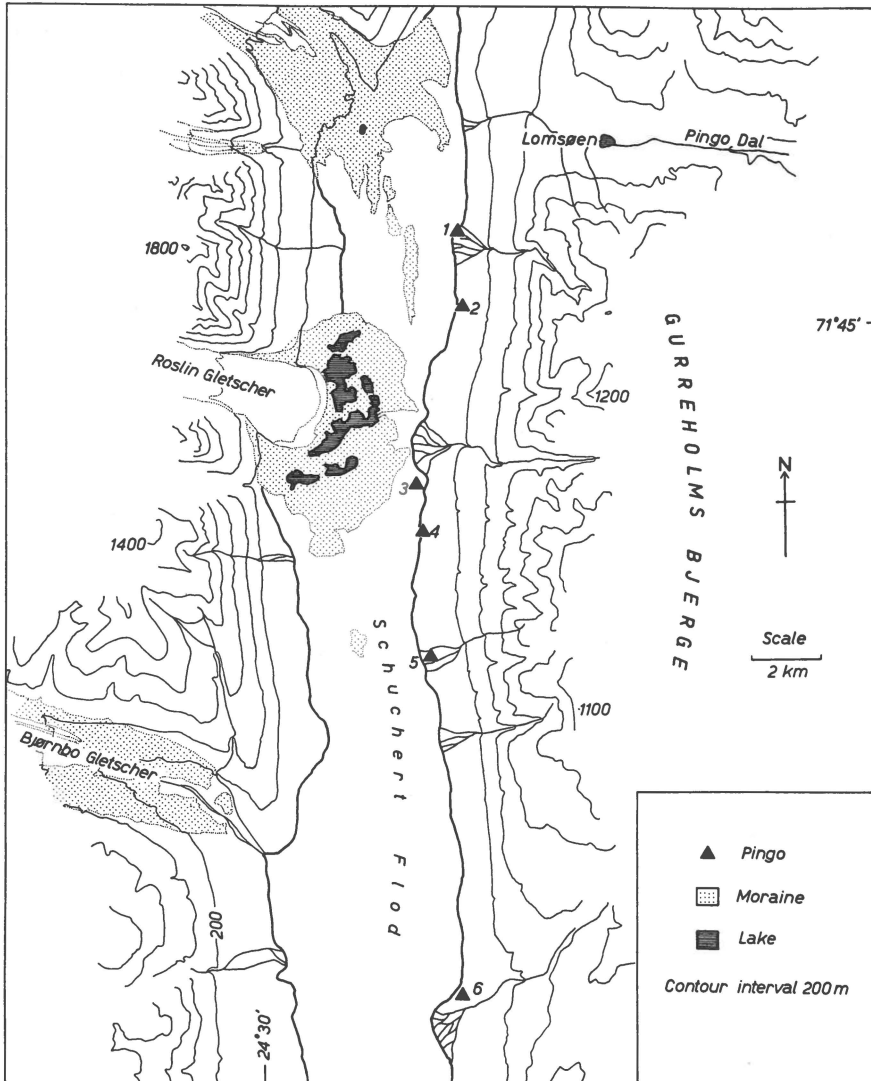 Lomsøen
Pingo Dal
1
1800
2
71°45'
Roslin Gletscher
1200
GURREHOLMS BJERGE
N
3
4
1400
Schuchert Flod
Scale
2 km
5
1100
Bjørnbo Gletscher
Pingo
Moraine
Lake
Contour interval 200 m
200
6
24°30'